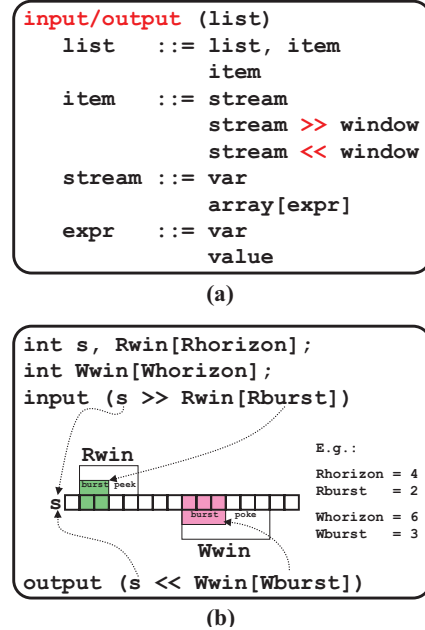 input/output (list)
list ::= list, item
item
item ::= stream
stream >> window
stream << window
stream ::= var
array[expr]
expr ::= var
value
(a)
int s, Rwin[Rhorizon];
int Wwin[Whorizon];
input (s >> Rwin[Rburst])
Rwin
burst peek
s
burst poke
Wwin
E.g.:
Rhorizon = 4
Rburst = 2
Whorizon = 6
Wburst = 3
output (s << Wwin[Wburst])
(b)